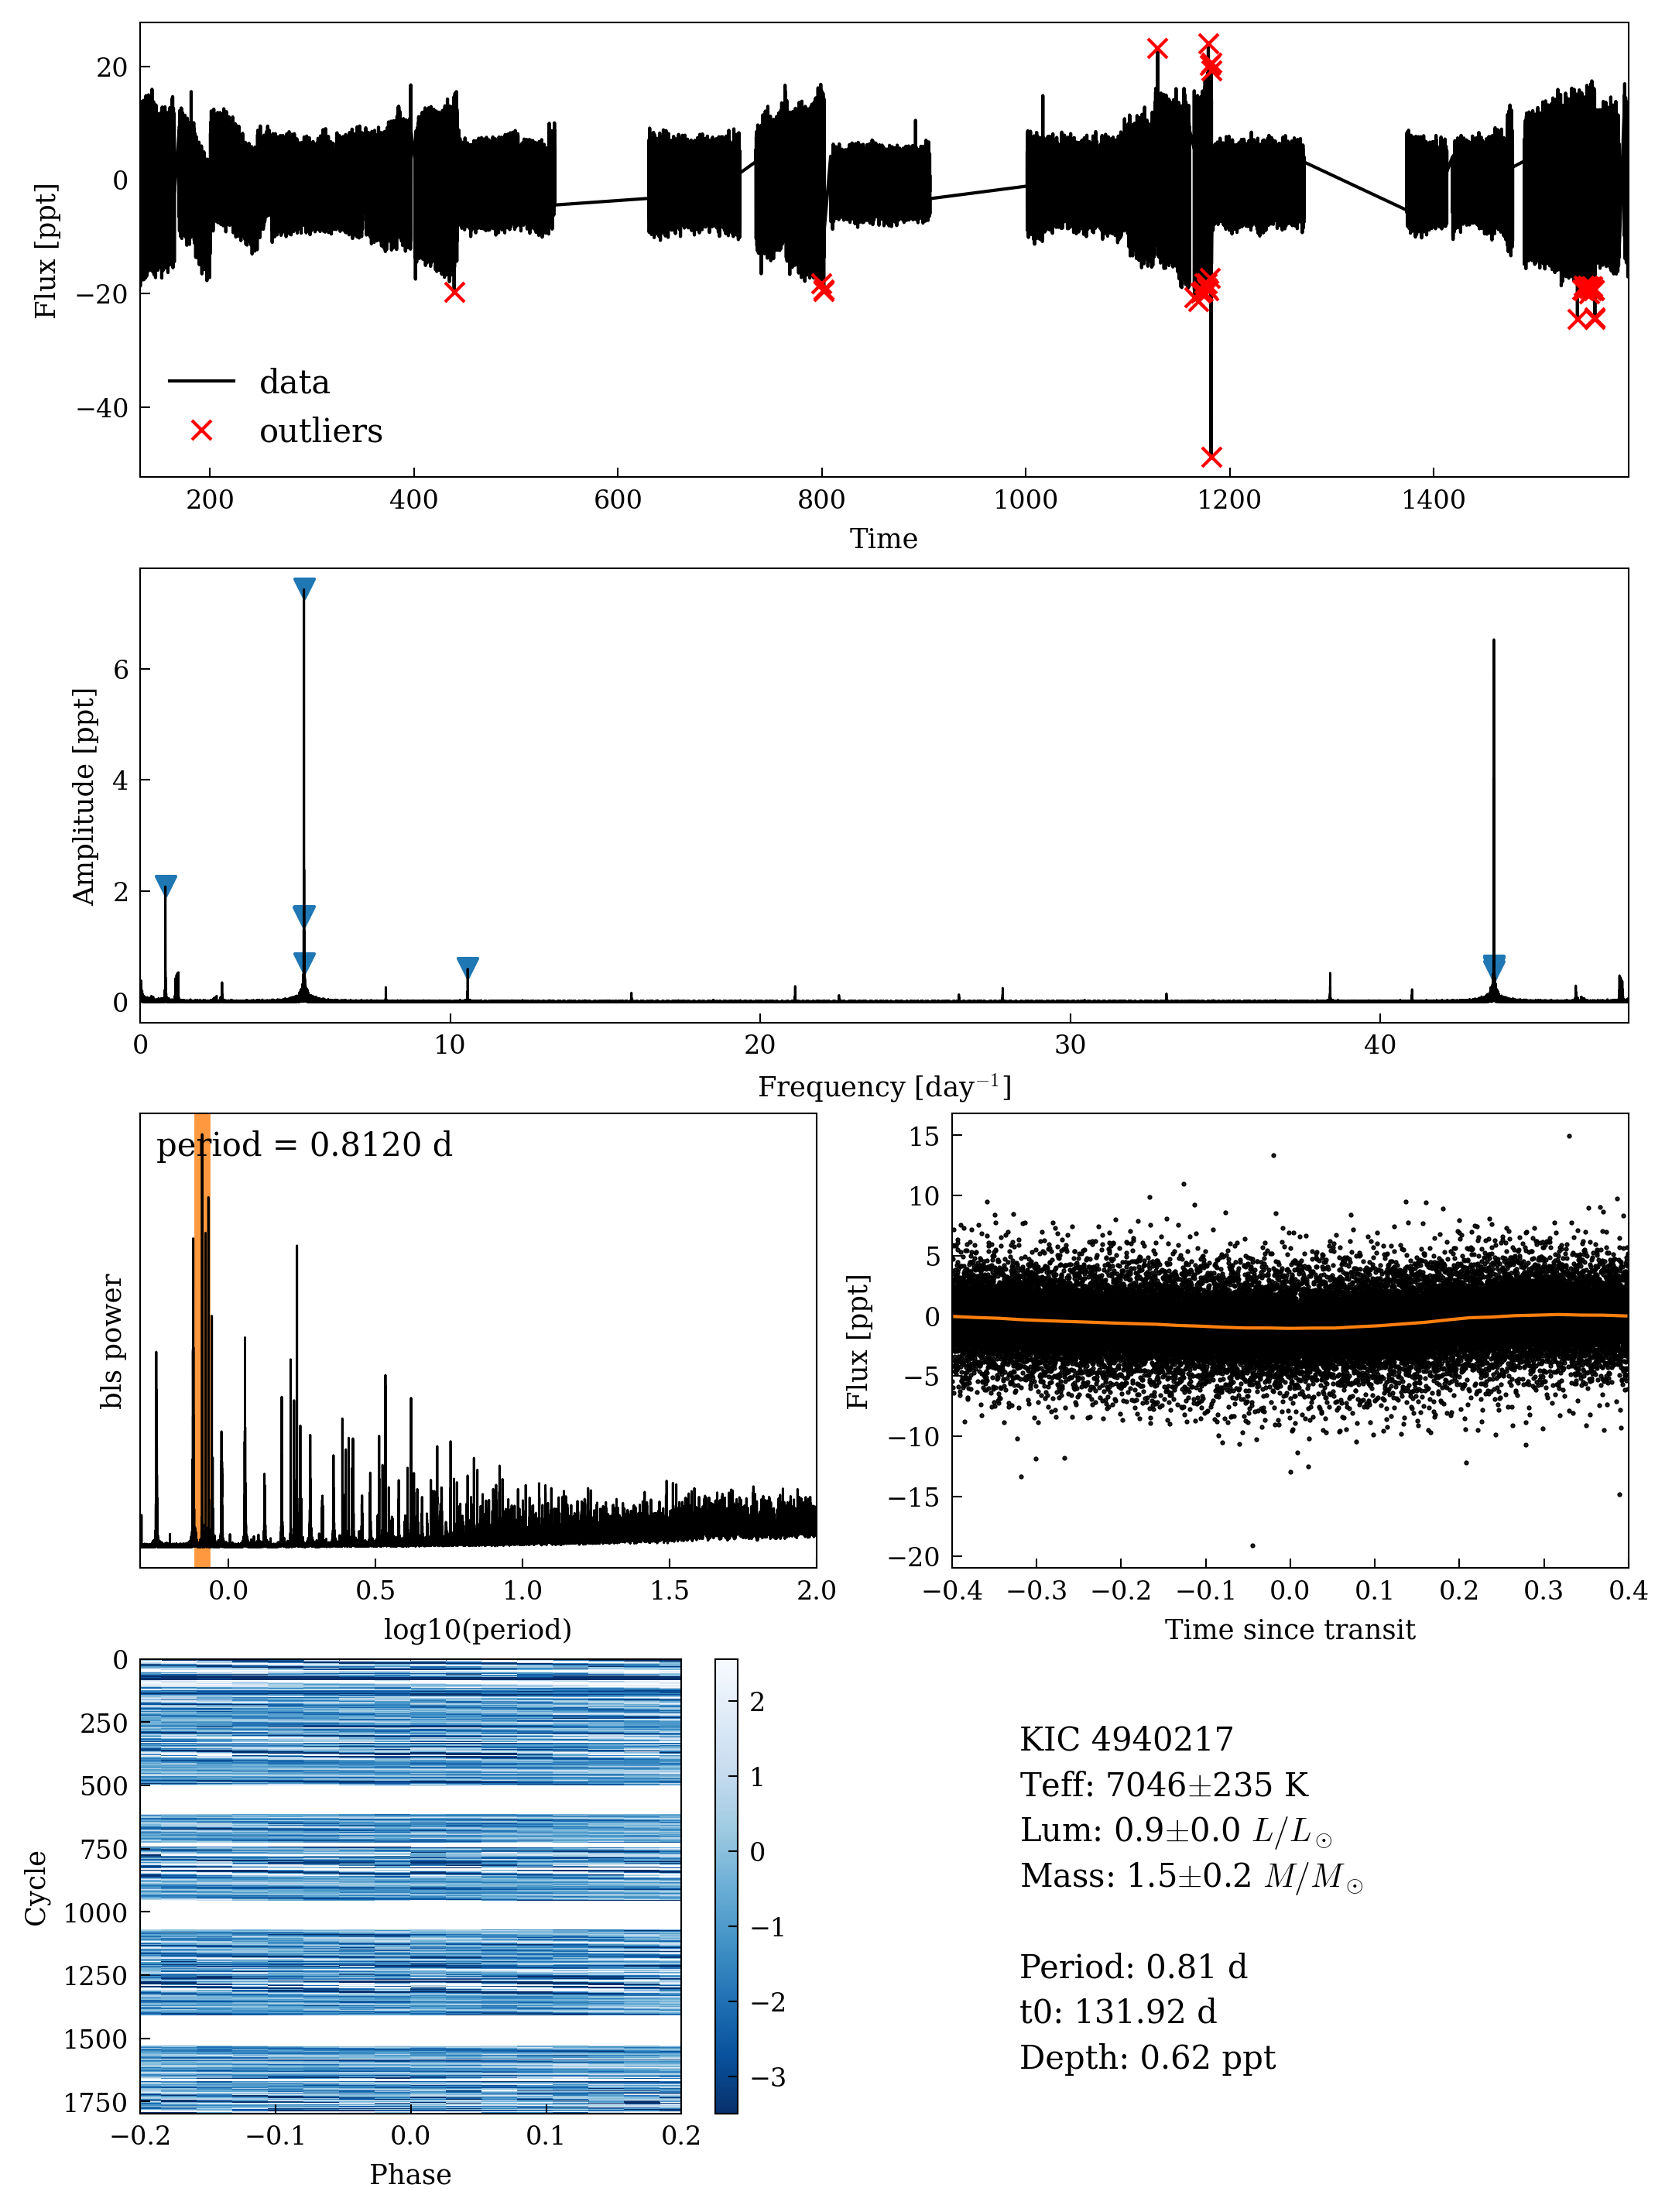 20
0
−20
−40
Flux [ppt]
data
outliers
200 400 600 800 1000 1200 1400
Time
6
4
2
0
Amplitude [ppt]
0 10 20 30 40
Frequency [day⁻¹]
period = 0.8120 d
bls power
0.0 0.5 1.0 1.5 2.0
log10(period)
15
10
5
0
−5
−10
−15
−20
Flux [ppt]
−0.4 −0.3 −0.2 −0.1 0.0 0.1 0.2 0.3 0.4
Time since transit
0
250
500
750
1000
1250
1500
1750
Cycle
−0.2 −0.1 0.0 0.1 0.2
Phase
2
1
0
−1
−2
−3
KIC 4940217
Teff: 7046±235 K
Lum: 0.9±0.0 L/L⊙
Mass: 1.5±0.2 M/M⊙
Period: 0.81 d
t0: 131.92 d
Depth: 0.62 ppt